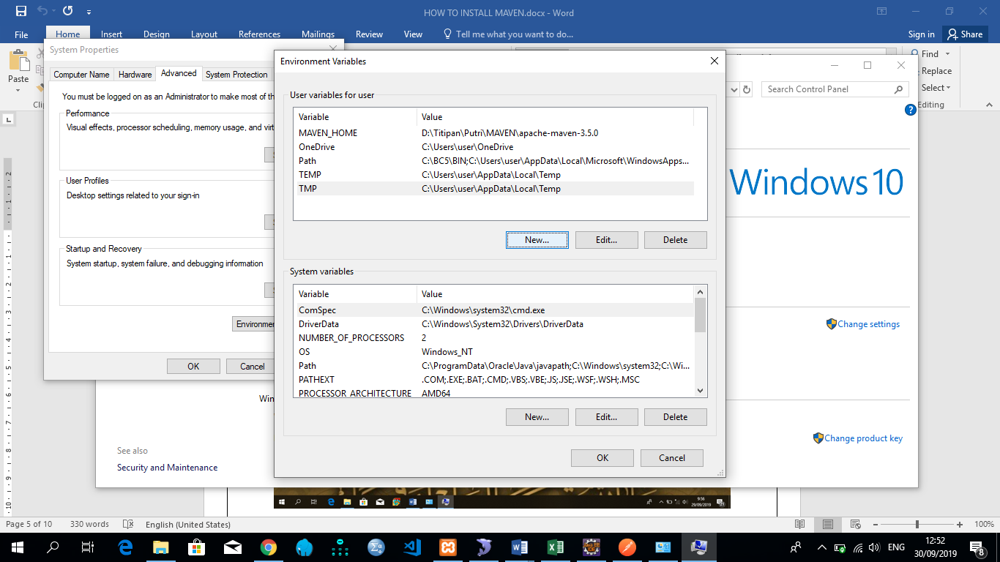 HOW TO INSTALL MAVEN.docx - Word
File Home Insert Design Layout References Mailings Review View Tell me what you want to do... Sign in Share
Paste
Find
Replace
Select
Editing
System Properties
Computer Name Hardware Advanced System Protection
You must be logged on as an Administrator to make most of th
Performance
Visual effects, processor scheduling, memory usage, and virt
User Profiles
Desktop settings related to your sign-in
Startup and Recovery
System startup, system failure, and debugging information
Environme
OK Cancel
Environment Variables
User variables for user
Variable Value
MAVEN_HOME D:\Titipan\Putri\MAVEN\apache-maven-3.5.0
OneDrive C:\Users\user\OneDrive
Path C:\BC5\BIN;C:\Users\user\AppData\Local\Microsoft\WindowsApps...
TEMP C:\Users\user\AppData\Local\Temp
TMP C:\Users\user\AppData\Local\Temp
New... Edit... Delete
System variables
Variable Value
ComSpec C:\Windows\system32\cmd.exe
DriverData C:\Windows\System32\Drivers\DriverData
NUMBER_OF_PROCESSORS 2
OS Windows_NT
Path C:\ProgramData\Oracle\Java\javapath;C:\Windows\system32;C:\Wi...
PATHEXT .COM;.EXE;.BAT;.CMD;.VBS;.VBE;.JS;.JSE;.WSF;.WSH;.MSC
PROCESSOR_ARCHITECTURE AMD64
New... Edit... Delete
OK Cancel
Search Control Panel
Windows 10
Change settings
Change product key
Win
See also
Security and Maintenance
9:56
29/09/2019
Page 5 of 10 330 words English (United States) 100%
ENG 12:52
30/09/2019
8